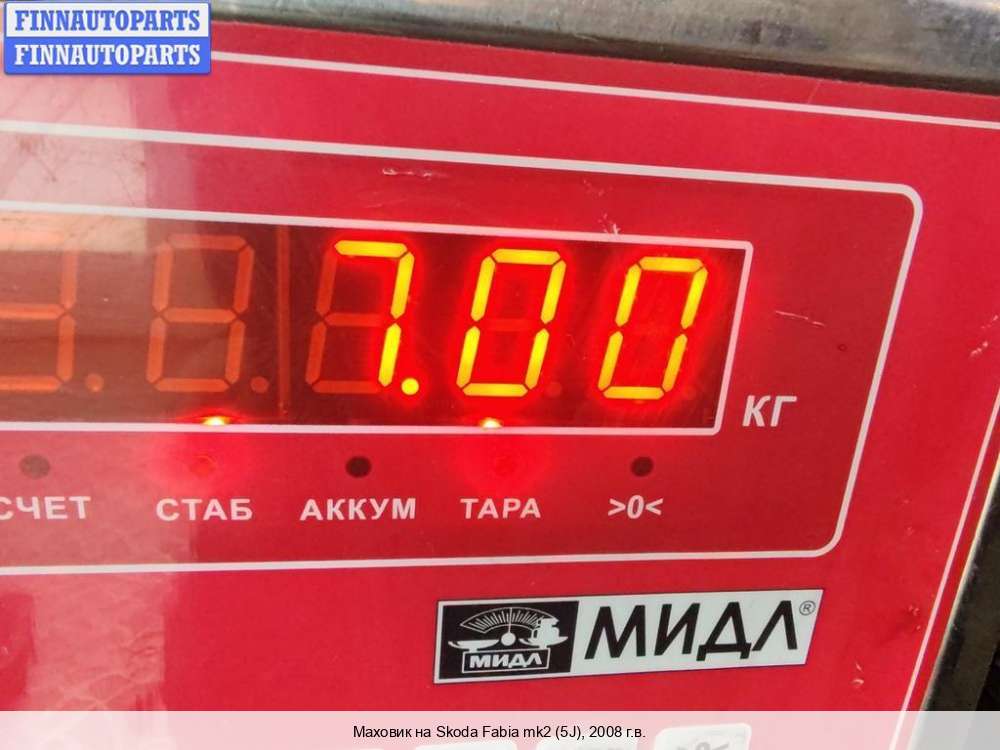 FINNAUTOPARTS
FINNAUTOPARTS
7.00
КГ
СЧЕТ СТАБ АККУМ ТАРА >0<
МИДЛ МИДЛ®
Маховик на Skoda Fabia mk2 (5J), 2008 г.в.